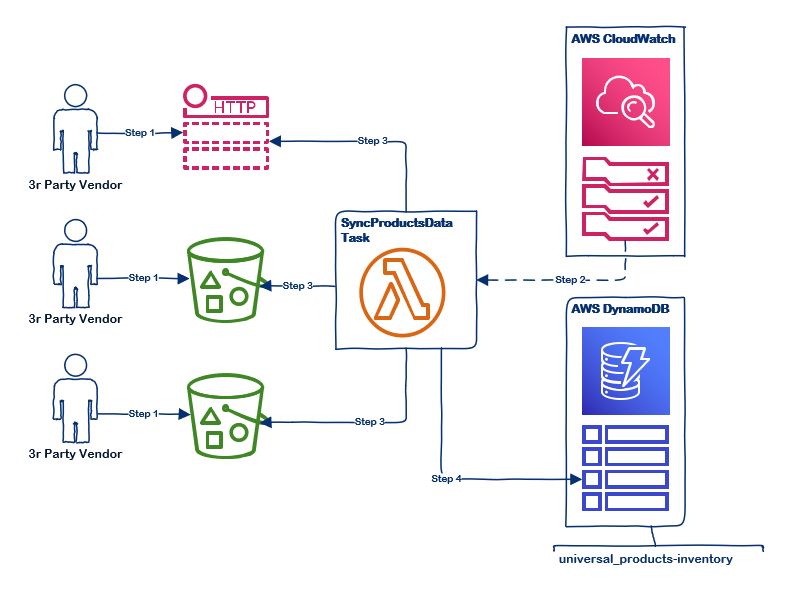 AWS CloudWatch
HTTP
Step 1
Step 3
3r Party Vendor
SyncProductsData
Task
Step 1
Step 3
Step 2
3r Party Vendor
AWS DynamoDB
Step 1
Step 3
3r Party Vendor
Step 4
universal_products-inventory